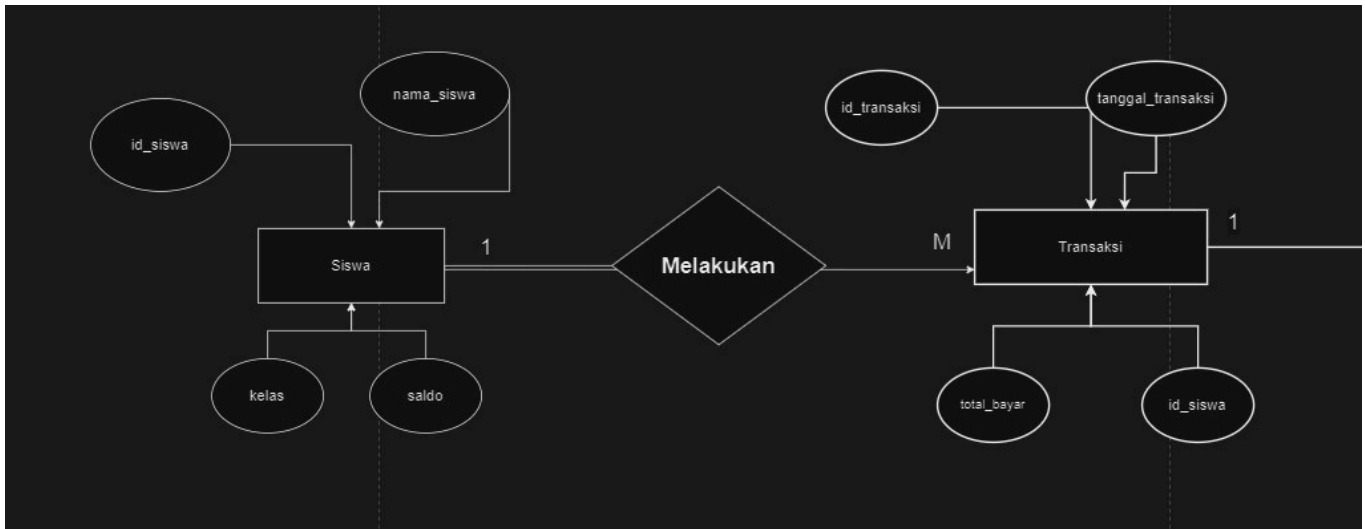 nama_siswa
id_siswa
id_transaksi
tanggal_transaksi
Siswa
1
Melakukan
M
Transaksi
1
kelas
saldo
total_bayar
id_siswa